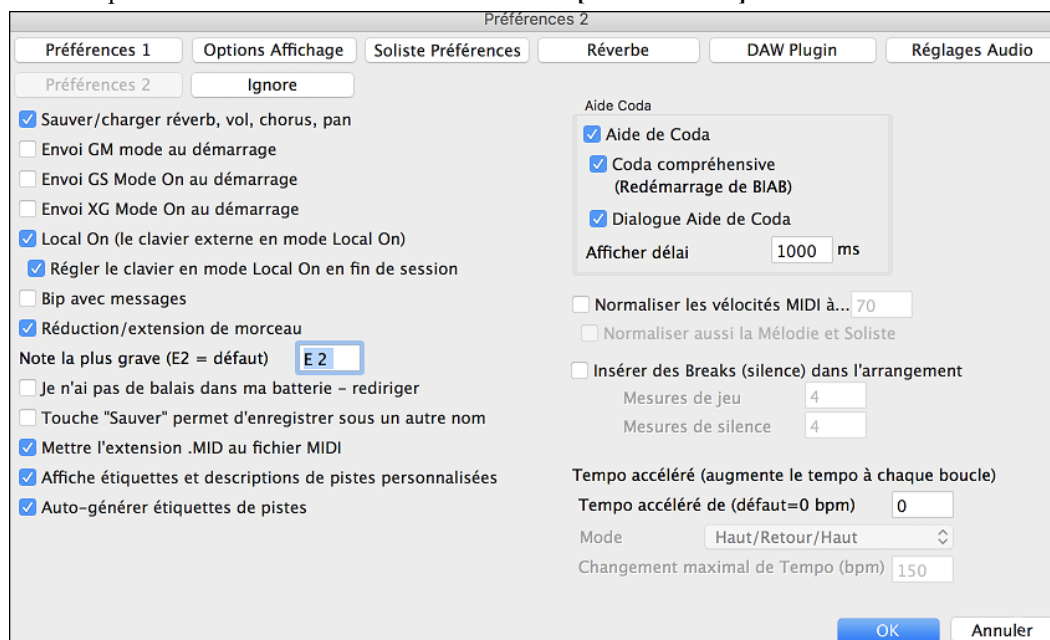 Préférences 2
Préférences 1 Options Affichage Soliste Préférences Réverbe DAW Plugin Réglages Audio
Préférences 2 Ignore
Sauver/charger réverb, vol, chorus, pan
Envoi GM mode au démarrage
Envoi GS Mode On au démarrage
Envoi XG Mode On au démarrage
Local On (le clavier externe en mode Local On)
Régler le clavier en mode Local On en fin de session
Bip avec messages
Réduction/extension de morceau
Note la plus grave (E2 = défaut) E 2
Je n'ai pas de balais dans ma batterie – rediriger
Touche "Sauver" permet d'enregistrer sous un autre nom
Mettre l'extension .MID au fichier MIDI
Affiche étiquettes et descriptions de pistes personnalisées
Auto-générer étiquettes de pistes
Aide Coda
Aide de Coda
Coda compréhensive
(Redémarrage de BIAB)
Dialogue Aide de Coda
Afficher délai 1000 ms
Normaliser les vélocités MIDI à... 70
Normaliser aussi la Mélodie et Soliste
Insérer des Breaks (silence) dans l'arrangement
Mesures de jeu 4
Mesures de silence 4
Tempo accéléré (augmente le tempo à chaque boucle)
Tempo accéléré de (défaut=0 bpm) 0
Mode Haut/Retour/Haut
Changement maximal de Tempo (bpm) 150
OK Annuler